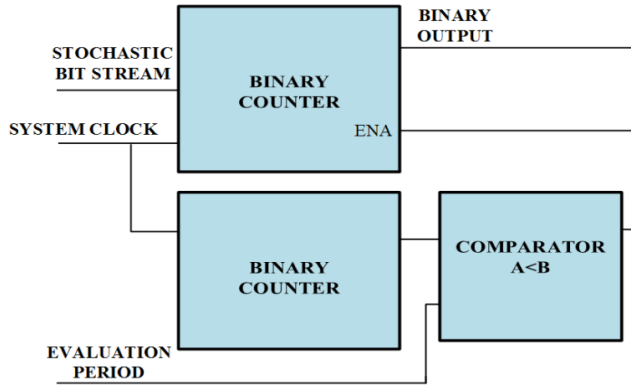 BINARY
OUTPUT
STOCHASTIC
BIT STREAM
BINARY
COUNTER
SYSTEM CLOCK
ENA
BINARY
COUNTER
COMPARATOR
A<B
EVALUATION
PERIOD